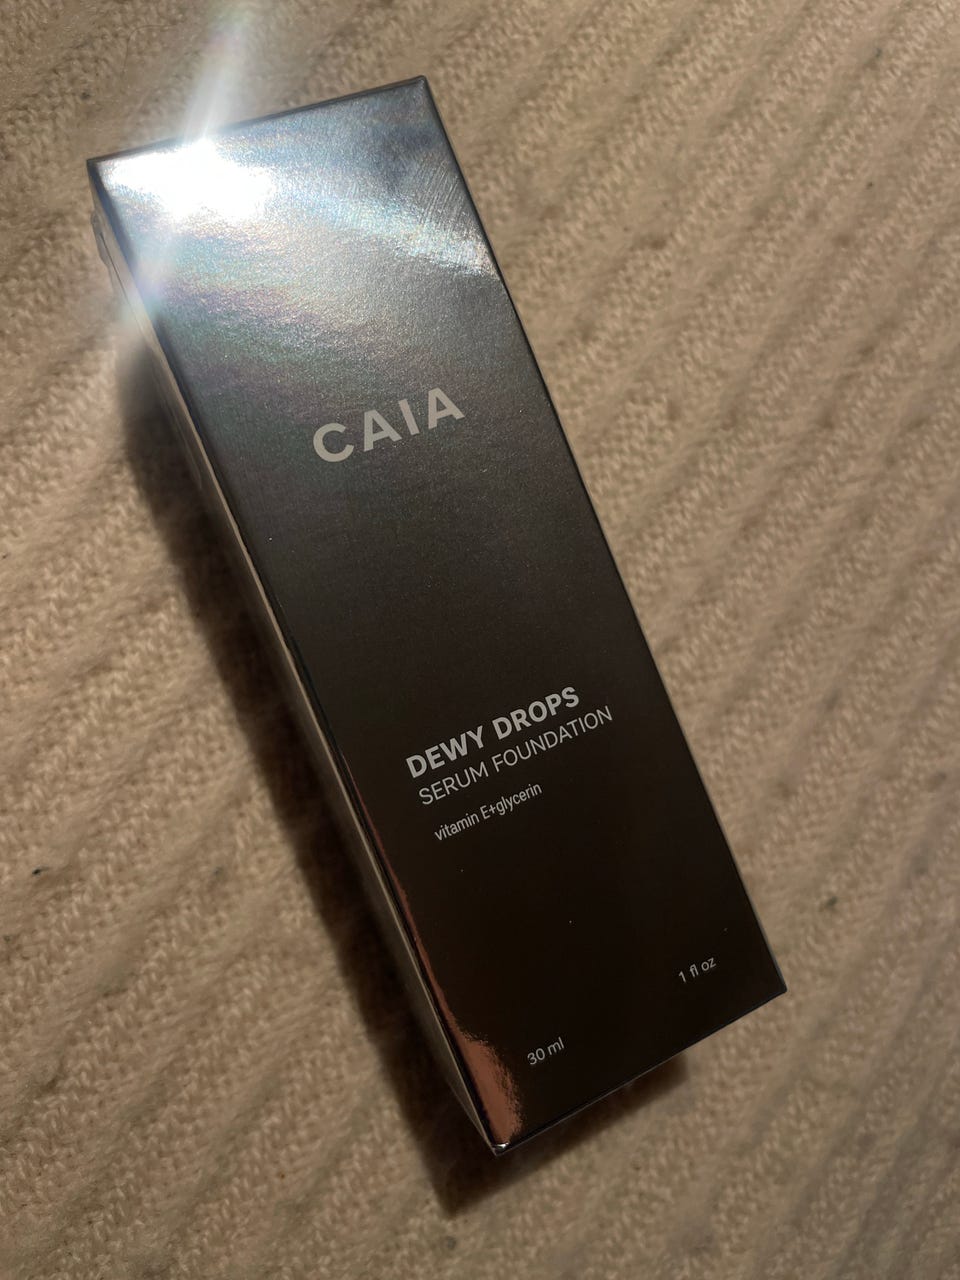 CAIA
DEWY DROPS
SERUM FOUNDATION
vitamin E+glycerin
30 ml
1 fl oz